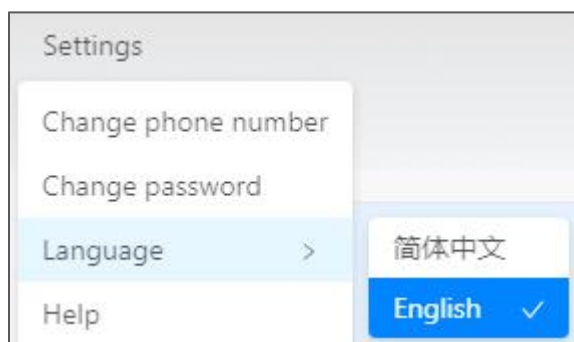 Settings
Change phone number
Change password
Language >
简体中文
English ✓
Help